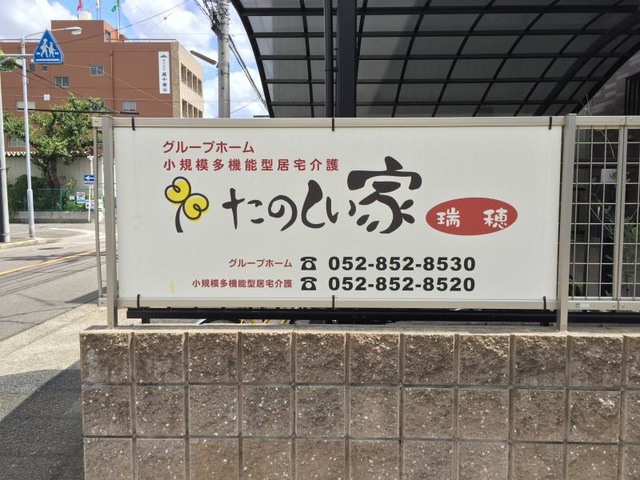 グループホーム
小規模多機能型居宅介護
たのしい家 瑞穂
グループホーム ☎ 052-852-8530
小規模多機能型居宅介護 ☎ 052-852-8520